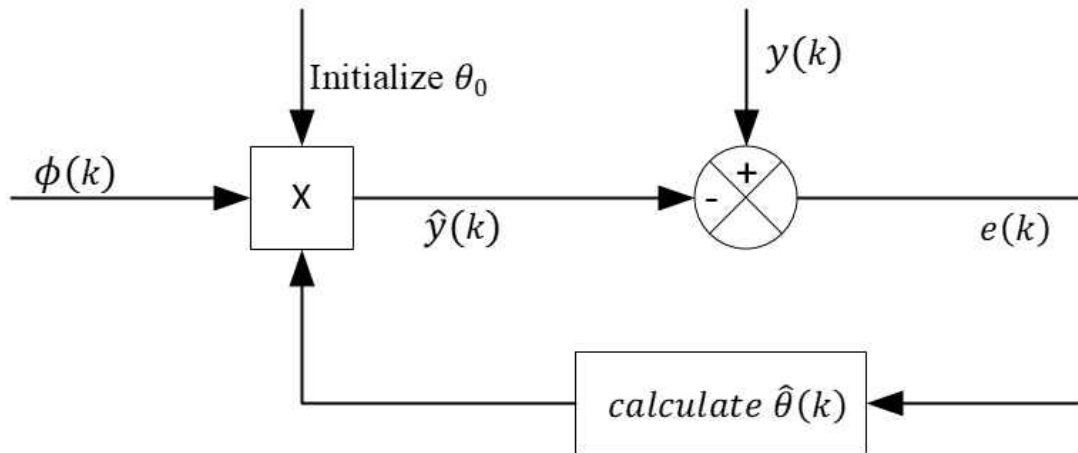 Initialize θ₀
y(k)
ϕ(k)
X
+
-
ŷ(k)
e(k)
calculate θ̂(k)